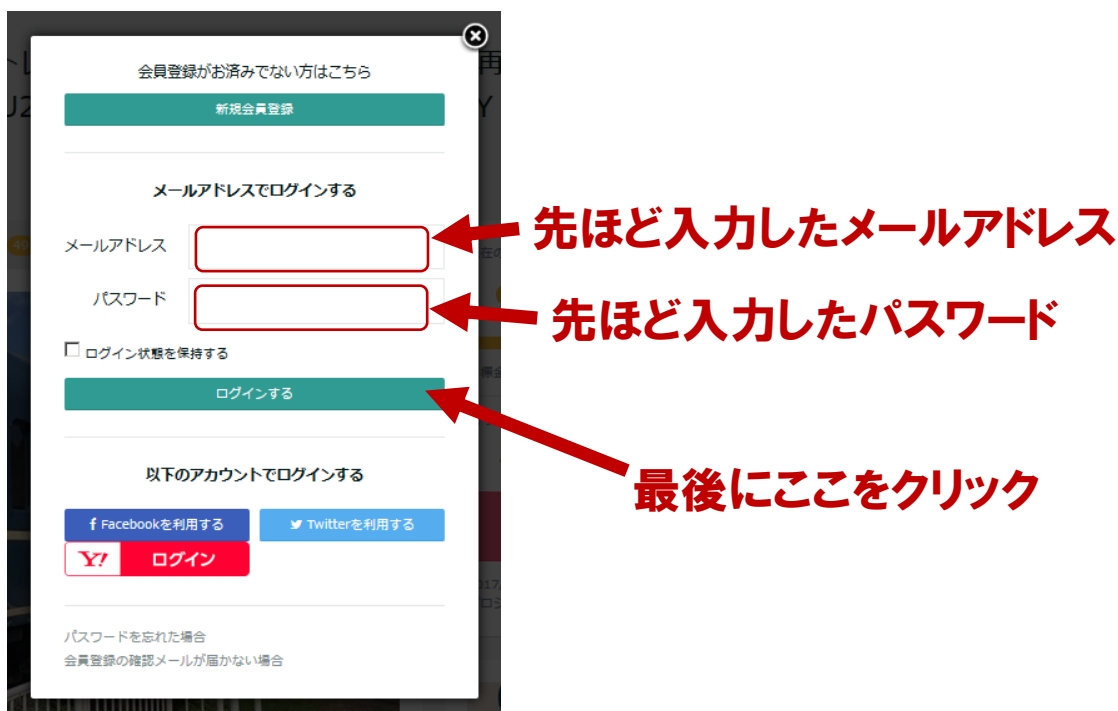 会員登録がお済みでない方はこちら
新規会員登録
メールアドレスでログインする
メールアドレス
先ほど入力したメールアドレス
パスワード
先ほど入力したパスワード
ログイン状態を保持する
ログインする
最後にここをクリック
以下のアカウントでログインする
f Facebookを利用する
Twitterを利用する
Y! ログイン
パスワードを忘れた場合
会員登録の確認メールが届かない場合